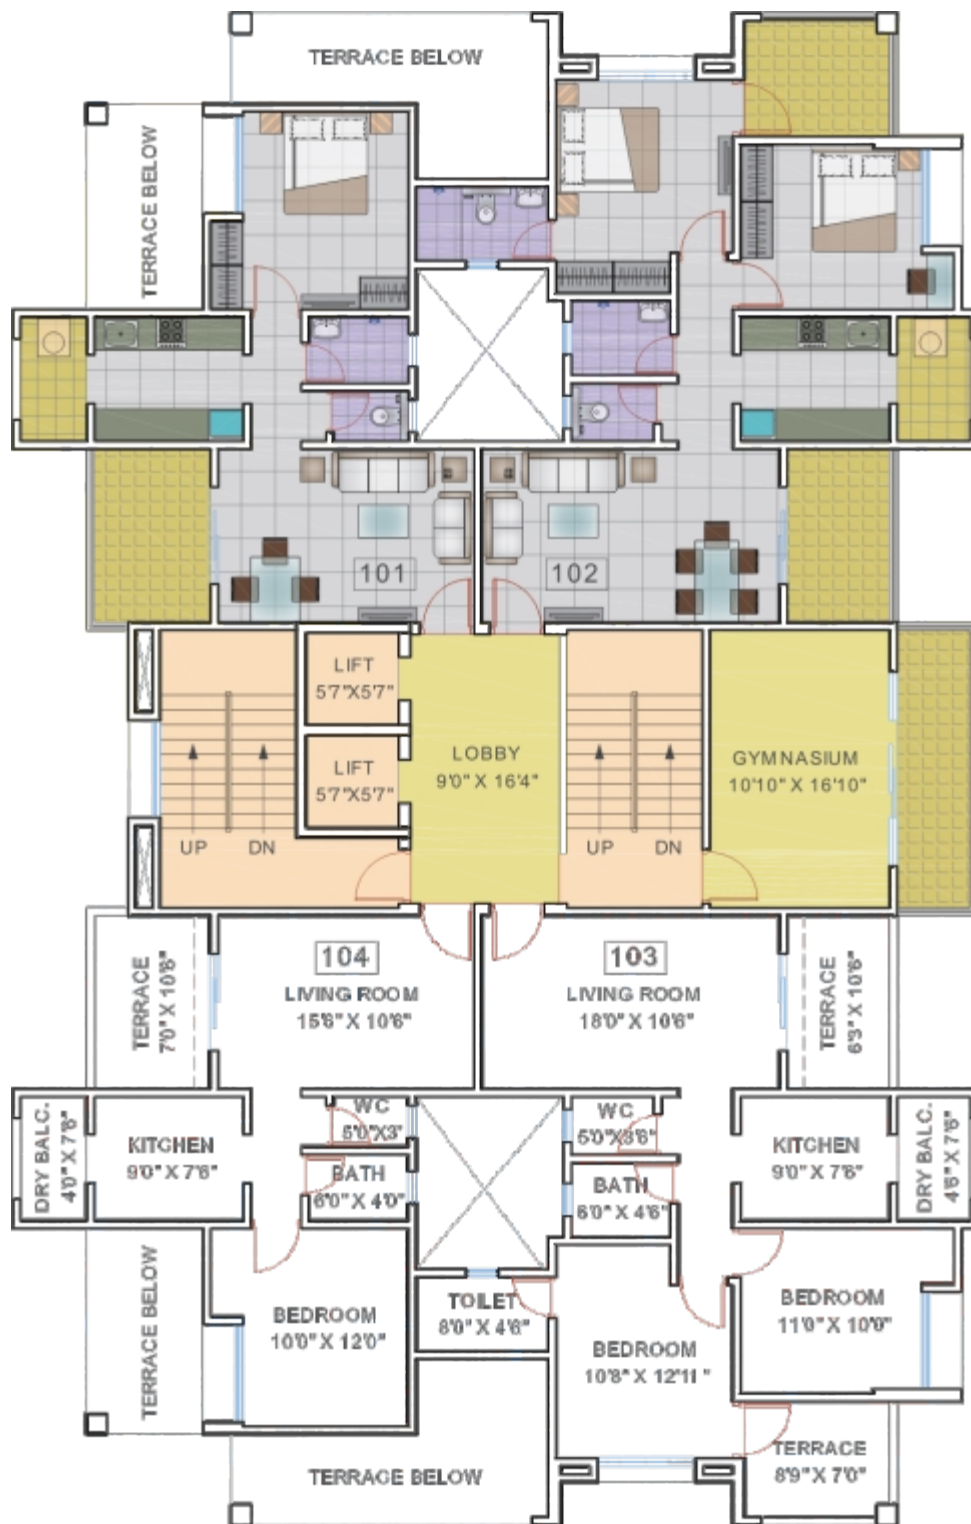 TERRACE BELOW
TERRACE BELOW
101
102
LIFT
5'7"X5'7"
LIFT
5'7"X5'7"
LOBBY
9'0" X 16'4"
GYMNASIUM
10'10" X 16'10"
UP
DN
UP
DN
104
LIVING ROOM
15'6" X 10'6"
103
LIVING ROOM
18'0" X 10'6"
TERRACE
7'0" X 10'6"
TERRACE
6'3" X 10'6"
DRY BALC.
4'0" X 7'6"
KITCHEN
9'0" X 7'6"
WC
5'0"X3'
BATH
6'0" X 4'0"
WC
5'0"X3'6"
BATH
6'0" X 4'6"
KITCHEN
9'0" X 7'6"
DRY BALC.
4'6" X 7'6"
TERRACE BELOW
BEDROOM
10'0" X 12'0"
TOILET
8'0" X 4'6"
BEDROOM
10'8" X 12'11"
BEDROOM
11'0" X 10'0"
TERRACE
8'9" X 7'0"
TERRACE BELOW